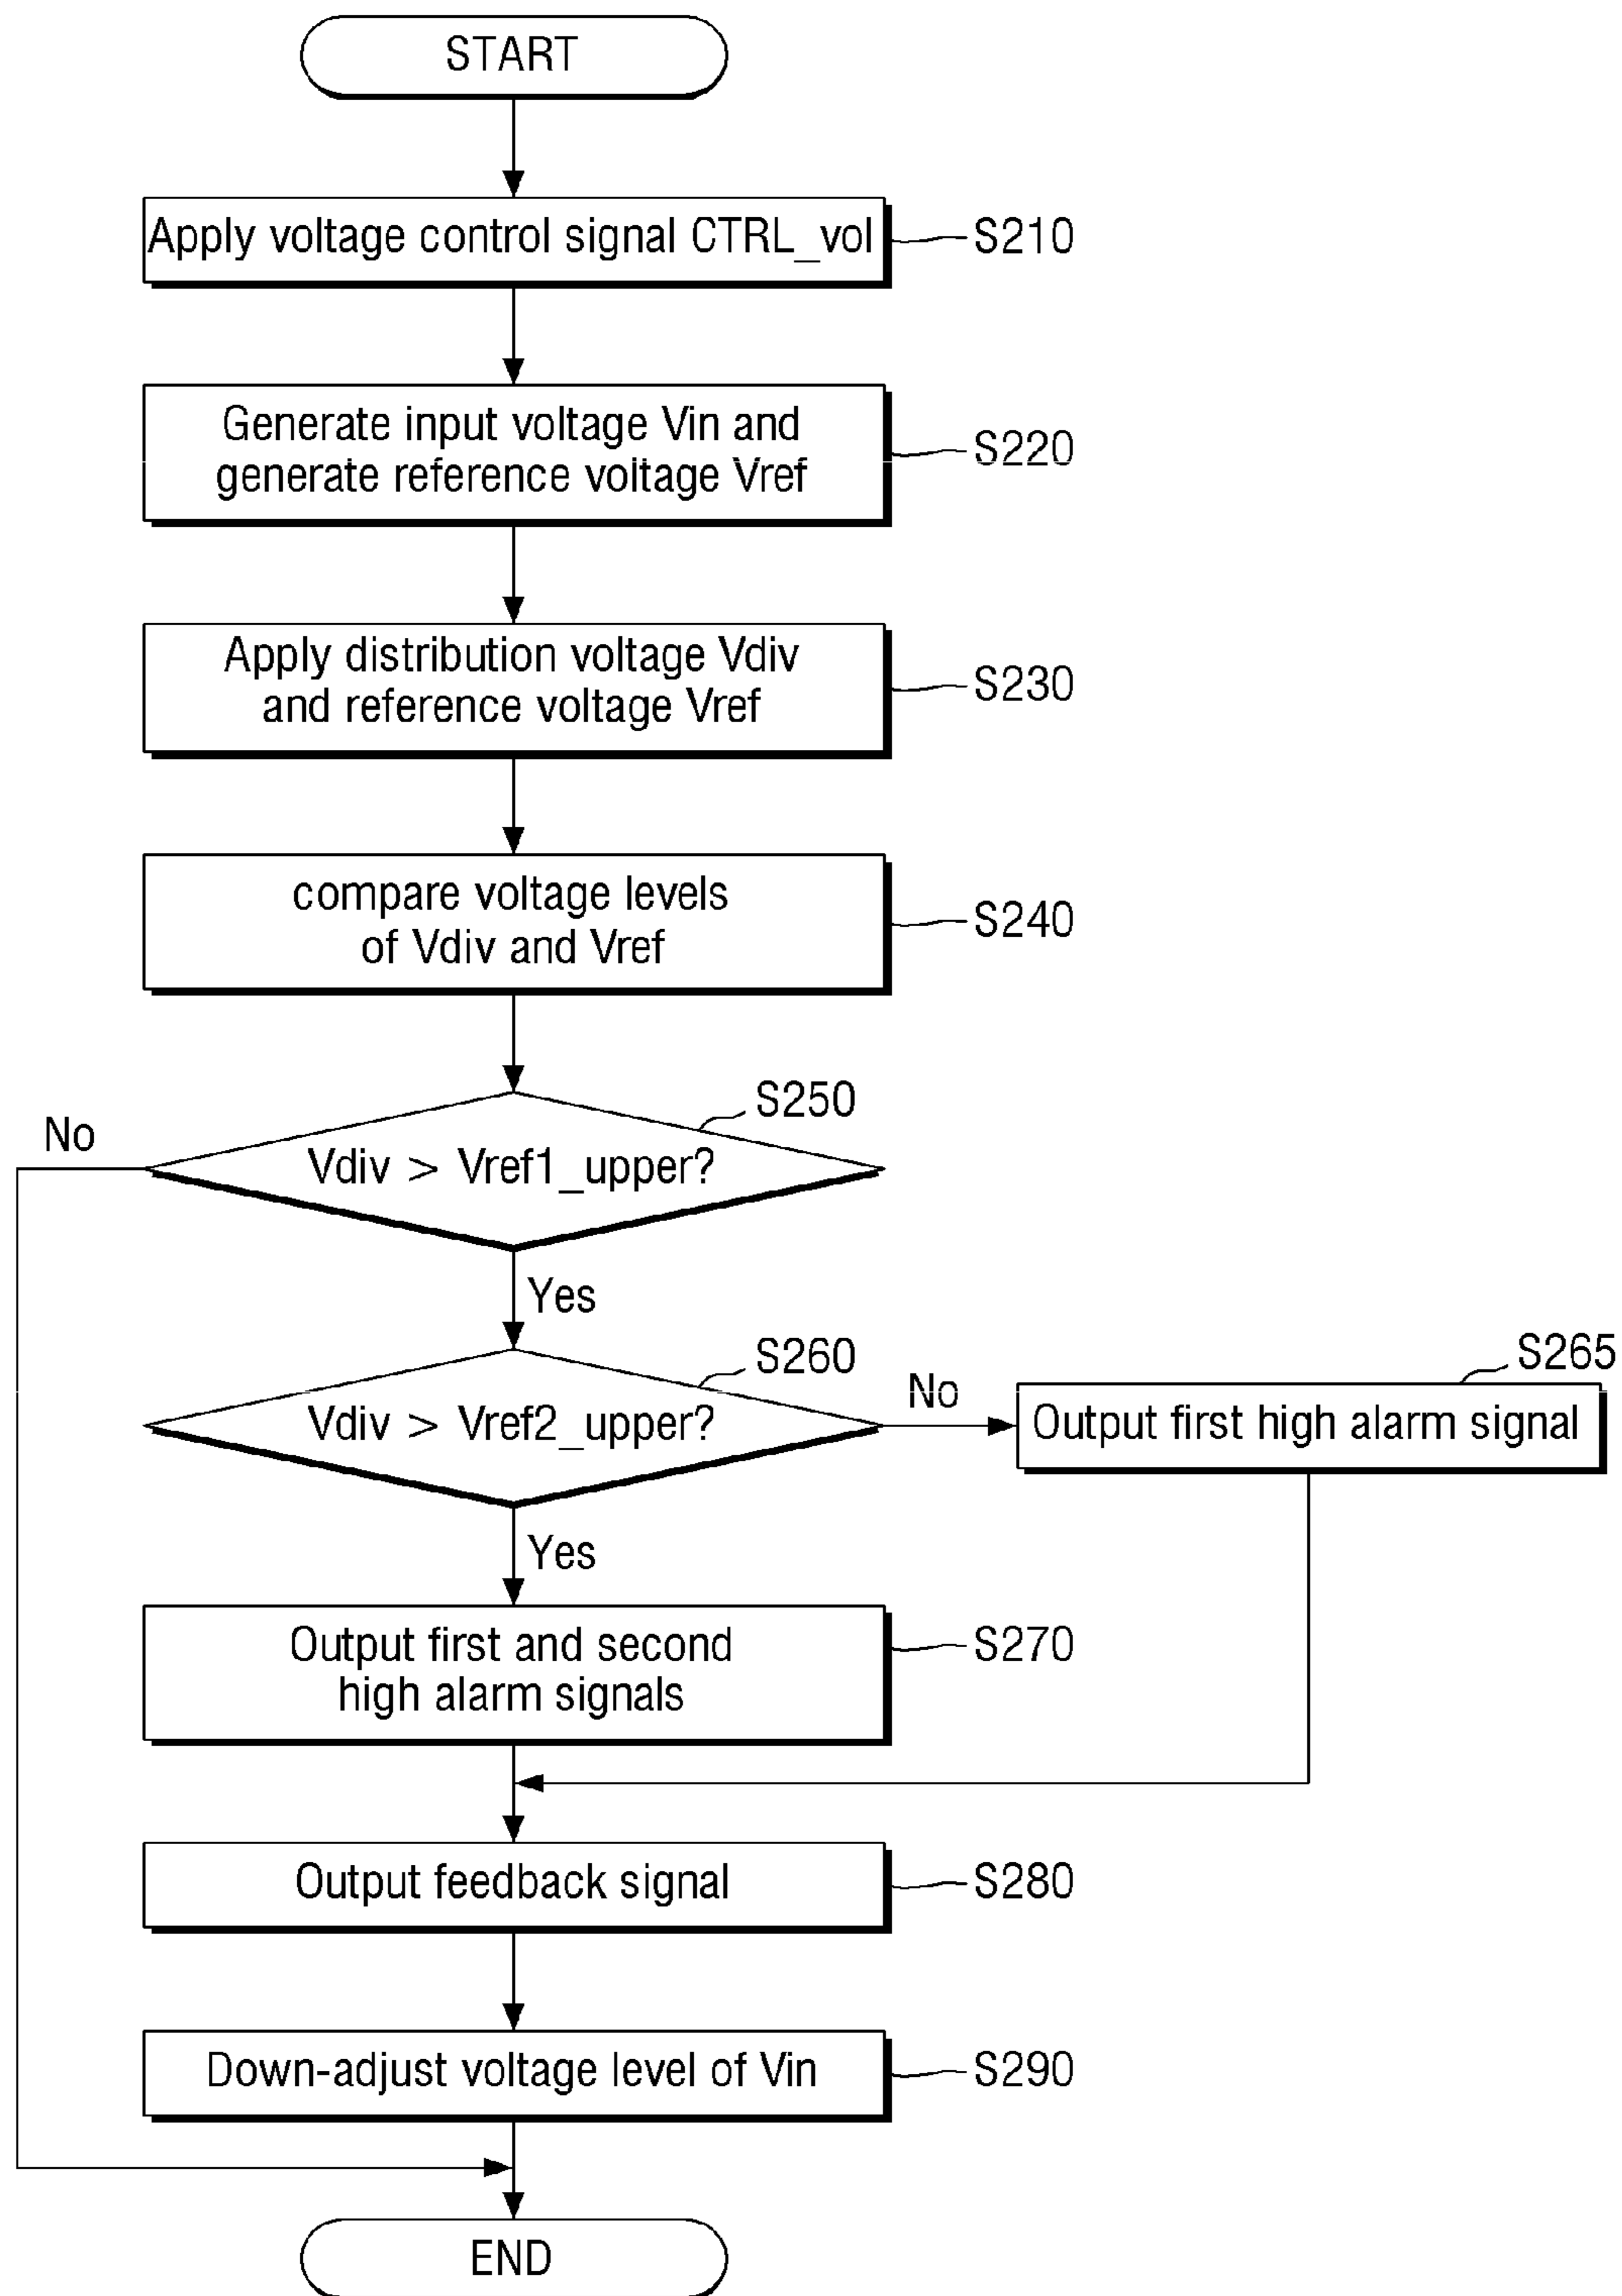 START
Apply voltage control signal CTRL_vol
S210
Generate input voltage Vin and
generate reference voltage Vref
S220
Apply distribution voltage Vdiv
and reference voltage Vref
S230
compare voltage levels
of Vdiv and Vref
S240
S250
No
Vdiv > Vref1_upper?
Yes
S260
Vdiv > Vref2_upper?
No
S265
Output first high alarm signal
Yes
Output first and second
high alarm signals
S270
Output feedback signal
S280
Down-adjust voltage level of Vin
S290
END